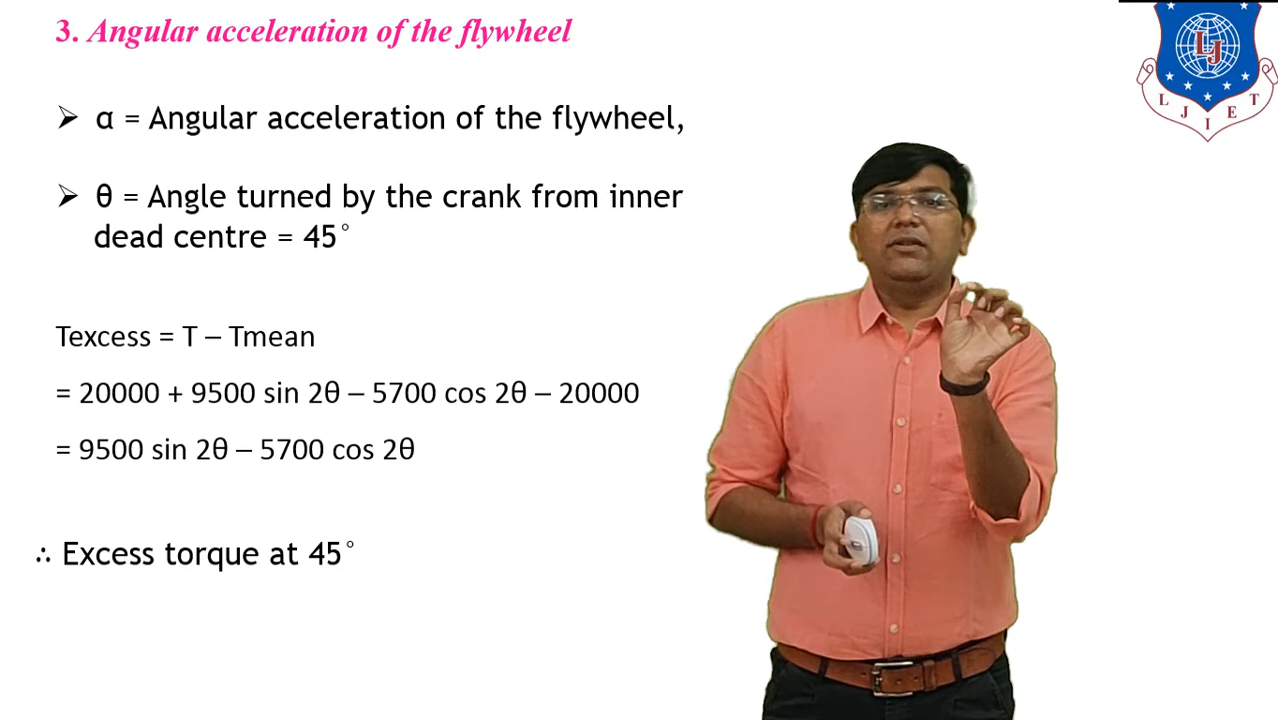 3. Angular acceleration of the flywheel
➢ α = Angular acceleration of the flywheel,
➢ θ = Angle turned by the crank from inner
dead centre = 45°
Texcess = T – Tmean
= 20000 + 9500 sin 2θ – 5700 cos 2θ – 20000
= 9500 sin 2θ – 5700 cos 2θ
∴ Excess torque at 45°
LJ
L J I E T